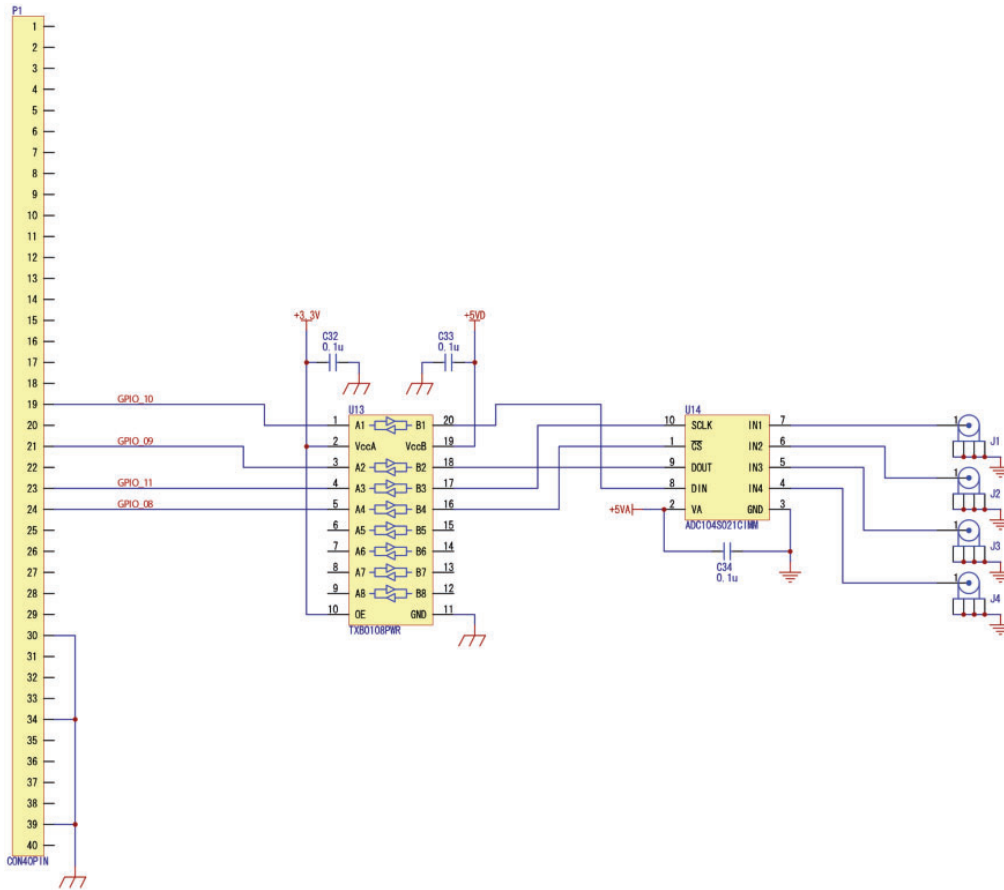 P1
1
2
3
4
5
6
7
8
9
10
11
12
13
14
15
16
17
18
19
20
21
22
23
24
25
26
27
28
29
30
31
32
33
34
35
36
37
38
39
40
CON40PIN
GPIO_10
GPIO_09
GPIO_11
GPIO_08
+3.3V
C32
0.1u
+5VD
C33
0.1u
U13
1 A1 B1 20
2 VccA VccB 19
3 A2 B2 18
4 A3 B3 17
5 A4 B4 16
6 A5 B5 15
7 A6 B6 14
8 A7 B7 13
9 A8 B8 12
10 OE GND 11
TXB0108PWR
U14
10 SCLK IN1 7
1 CS IN2 6
9 DOUT IN3 5
8 DIN IN4 4
+5VA 2 VA GND 3
ADC104S021CIMM
C34
0.1u
1
J1
1
J2
1
J3
1
J4